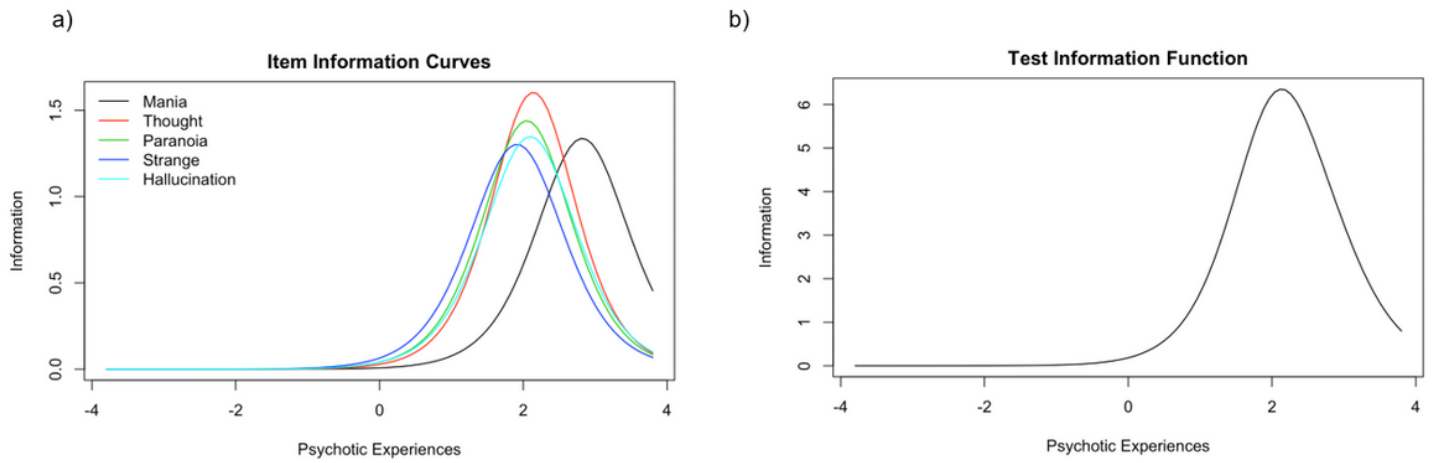 a)
Item Information Curves
Mania
Thought
Paranoia
Strange
Hallucination
Information
0.0
0.5
1.0
1.5
-4
-2
0
2
4
Psychotic Experiences
b)
Test Information Function
Information
0
1
2
3
4
5
6
-4
-2
0
2
4
Psychotic Experiences